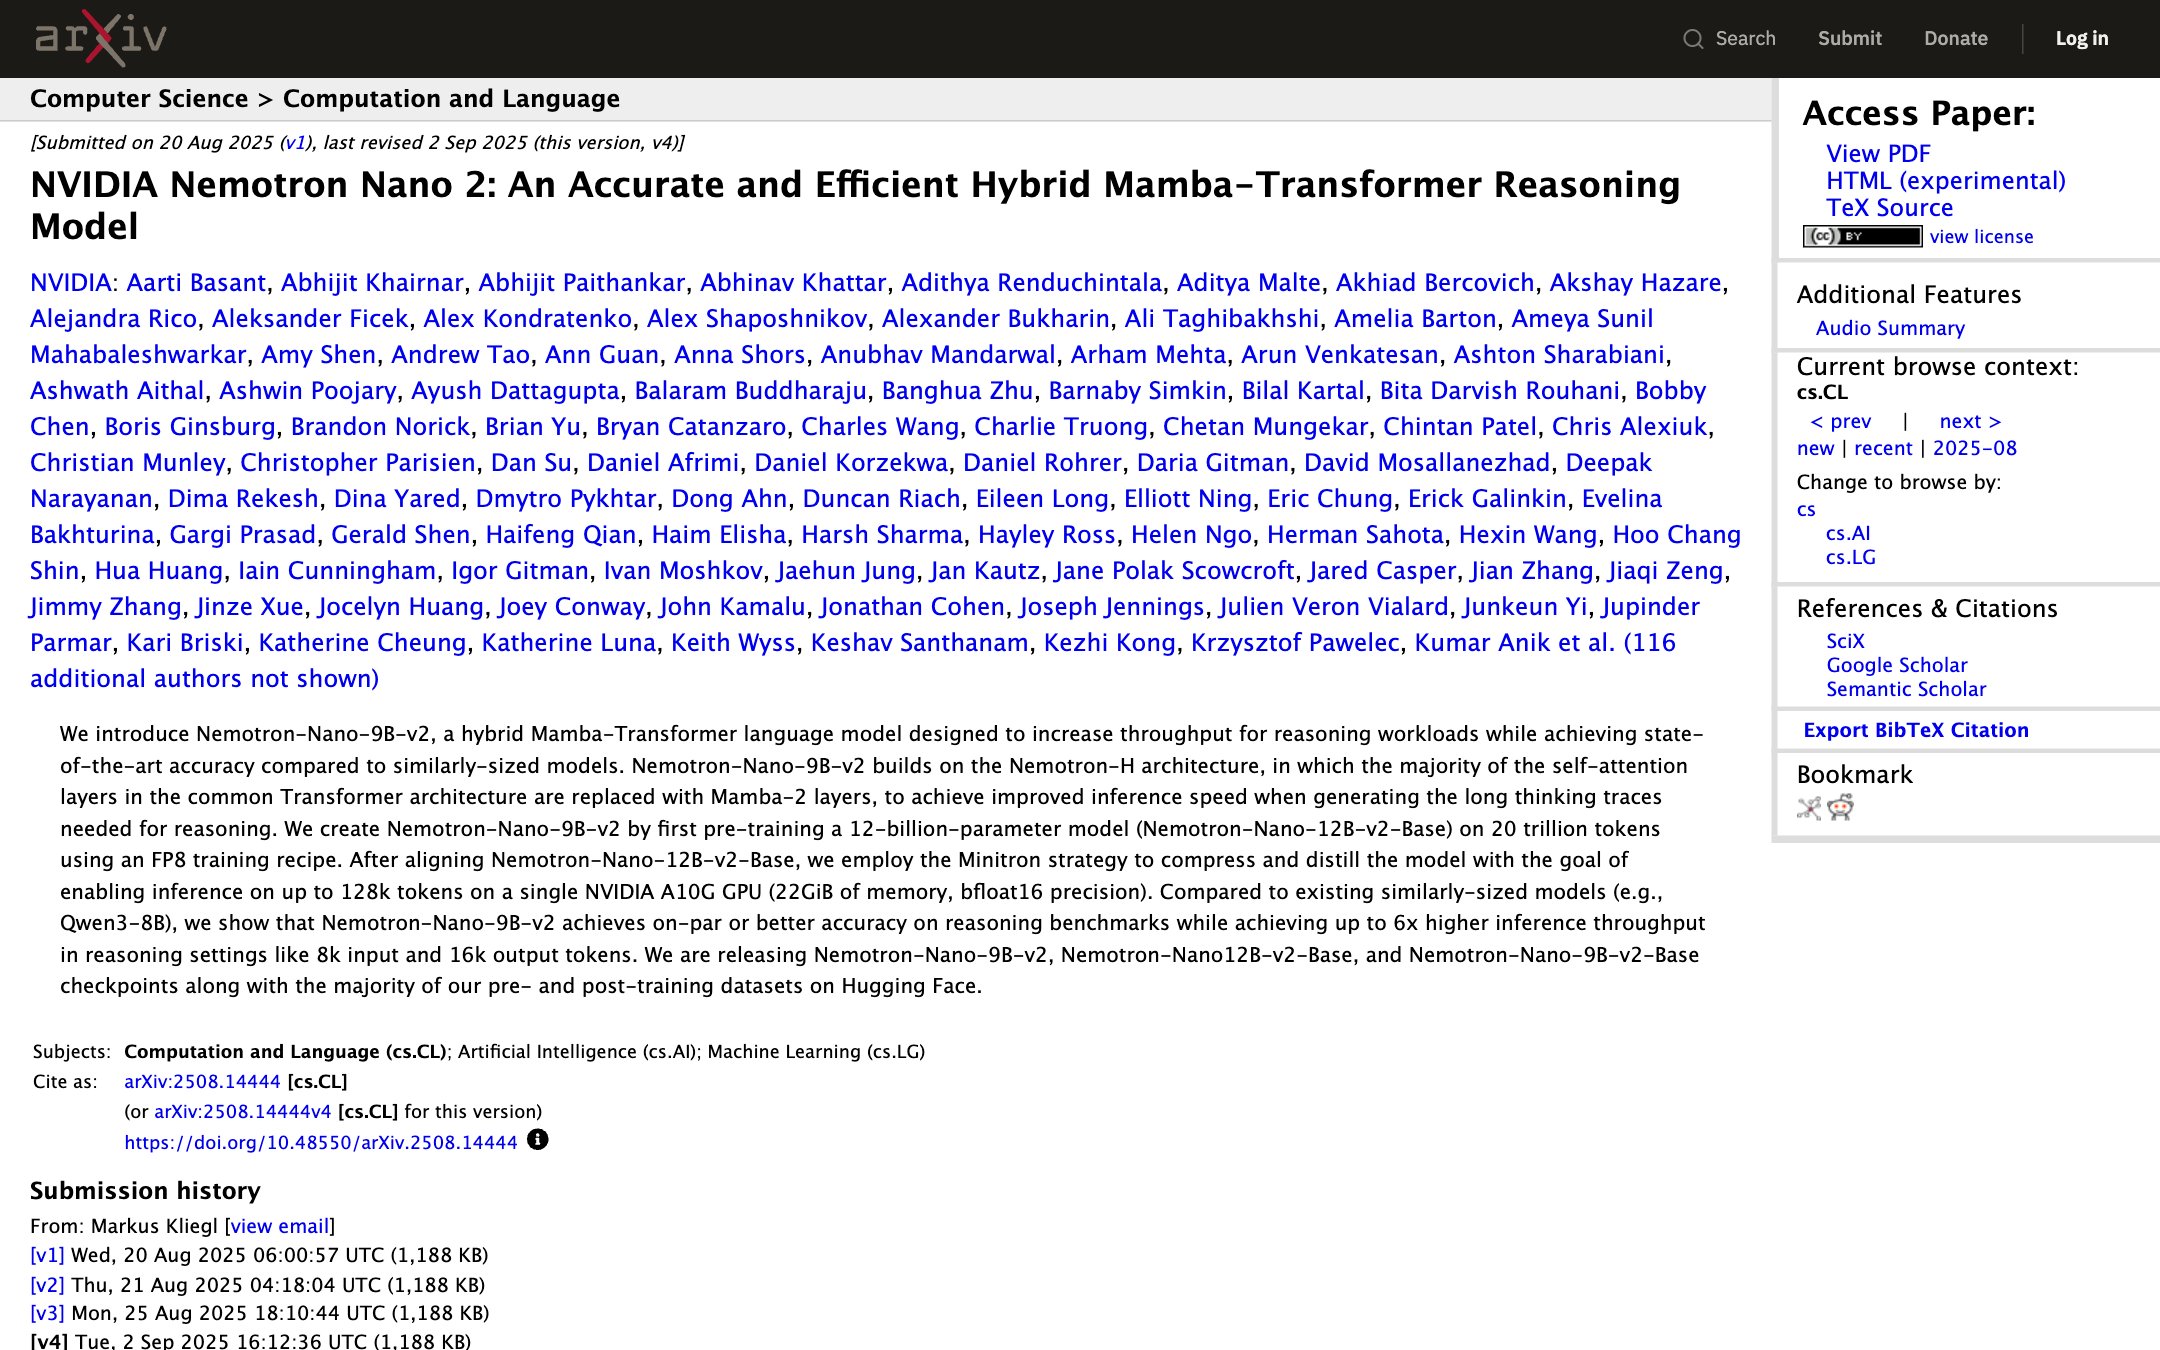 arXiv
Search
Submit
Donate
Log in
Computer Science > Computation and Language
[Submitted on 20 Aug 2025 (v1), last revised 2 Sep 2025 (this version, v4)]
NVIDIA Nemotron Nano 2: An Accurate and Efficient Hybrid Mamba-Transformer Reasoning
Model
NVIDIA: Aarti Basant, Abhijit Khairnar, Abhijit Paithankar, Abhinav Khattar, Adithya Renduchintala, Aditya Malte, Akhiad Bercovich, Akshay Hazare,
Alejandra Rico, Aleksander Ficek, Alex Kondratenko, Alex Shaposhnikov, Alexander Bukharin, Ali Taghibakhshi, Amelia Barton, Ameya Sunil
Mahabaleshwarkar, Amy Shen, Andrew Tao, Ann Guan, Anna Shors, Anubhav Mandarwal, Arham Mehta, Arun Venkatesan, Ashton Sharabiani,
Ashwath Aithal, Ashwin Poojary, Ayush Dattagupta, Balaram Buddharaju, Banghua Zhu, Barnaby Simkin, Bilal Kartal, Bita Darvish Rouhani, Bobby
Chen, Boris Ginsburg, Brandon Norick, Brian Yu, Bryan Catanzaro, Charles Wang, Charlie Truong, Chetan Mungekar, Chintan Patel, Chris Alexiuk,
Christian Munley, Christopher Parisien, Dan Su, Daniel Afrimi, Daniel Korzekwa, Daniel Rohrer, Daria Gitman, David Mosallanezhad, Deepak
Narayanan, Dima Rekesh, Dina Yared, Dmytro Pykhtar, Dong Ahn, Duncan Riach, Eileen Long, Elliott Ning, Eric Chung, Erick Galinkin, Evelina
Bakhturina, Gargi Prasad, Gerald Shen, Haifeng Qian, Haim Elisha, Harsh Sharma, Hayley Ross, Helen Ngo, Herman Sahota, Hexin Wang, Hoo Chang
Shin, Hua Huang, Iain Cunningham, Igor Gitman, Ivan Moshkov, Jaehun Jung, Jan Kautz, Jane Polak Scowcroft, Jared Casper, Jian Zhang, Jiaqi Zeng,
Jimmy Zhang, Jinze Xue, Jocelyn Huang, Joey Conway, John Kamalu, Jonathan Cohen, Joseph Jennings, Julien Veron Vialard, Junkeun Yi, Jupinder
Parmar, Kari Briski, Katherine Cheung, Katherine Luna, Keith Wyss, Keshav Santhanam, Kezhi Kong, Krzysztof Pawelec, Kumar Anik et al. (116
additional authors not shown)
We introduce Nemotron-Nano-9B-v2, a hybrid Mamba-Transformer language model designed to increase throughput for reasoning workloads while achieving state-
of-the-art accuracy compared to similarly-sized models. Nemotron-Nano-9B-v2 builds on the Nemotron-H architecture, in which the majority of the self-attention
layers in the common Transformer architecture are replaced with Mamba-2 layers, to achieve improved inference speed when generating the long thinking traces
needed for reasoning. We create Nemotron-Nano-9B-v2 by first pre-training a 12-billion-parameter model (Nemotron-Nano-12B-v2-Base) on 20 trillion tokens
using an FP8 training recipe. After aligning Nemotron-Nano-12B-v2-Base, we employ the Minitron strategy to compress and distill the model with the goal of
enabling inference on up to 128k tokens on a single NVIDIA A10G GPU (22GiB of memory, bfloat16 precision). Compared to existing similarly-sized models (e.g.,
Qwen3-8B), we show that Nemotron-Nano-9B-v2 achieves on-par or better accuracy on reasoning benchmarks while achieving up to 6x higher inference throughput
in reasoning settings like 8k input and 16k output tokens. We are releasing Nemotron-Nano-9B-v2, Nemotron-Nano12B-v2-Base, and Nemotron-Nano-9B-v2-Base
checkpoints along with the majority of our pre- and post-training datasets on Hugging Face.
Subjects: Computation and Language (cs.CL); Artificial Intelligence (cs.AI); Machine Learning (cs.LG)
Cite as: arXiv:2508.14444 [cs.CL]
(or arXiv:2508.14444v4 [cs.CL] for this version)
https://doi.org/10.48550/arXiv.2508.14444
Submission history
From: Markus Kliegl [view email]
[v1] Wed, 20 Aug 2025 06:00:57 UTC (1,188 KB)
[v2] Thu, 21 Aug 2025 04:18:04 UTC (1,188 KB)
[v3] Mon, 25 Aug 2025 18:10:44 UTC (1,188 KB)
[v4] Tue, 2 Sep 2025 16:12:36 UTC (1,188 KB)
Access Paper:
View PDF
HTML (experimental)
TeX Source
(cc) BY view license
Additional Features
Audio Summary
Current browse context:
cs.CL
< prev | next >
new | recent | 2025-08
Change to browse by:
cs
cs.AI
cs.LG
References & Citations
SciX
Google Scholar
Semantic Scholar
Export BibTeX Citation
Bookmark